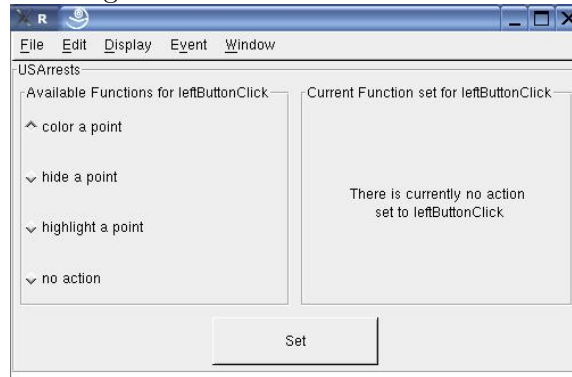 R
File Edit Display Event Window
USArrests
Available Functions for leftButtonClick
color a point
hide a point
highlight a point
no action
Current Function set for leftButtonClick
There is currently no action
set to leftButtonClick
Set